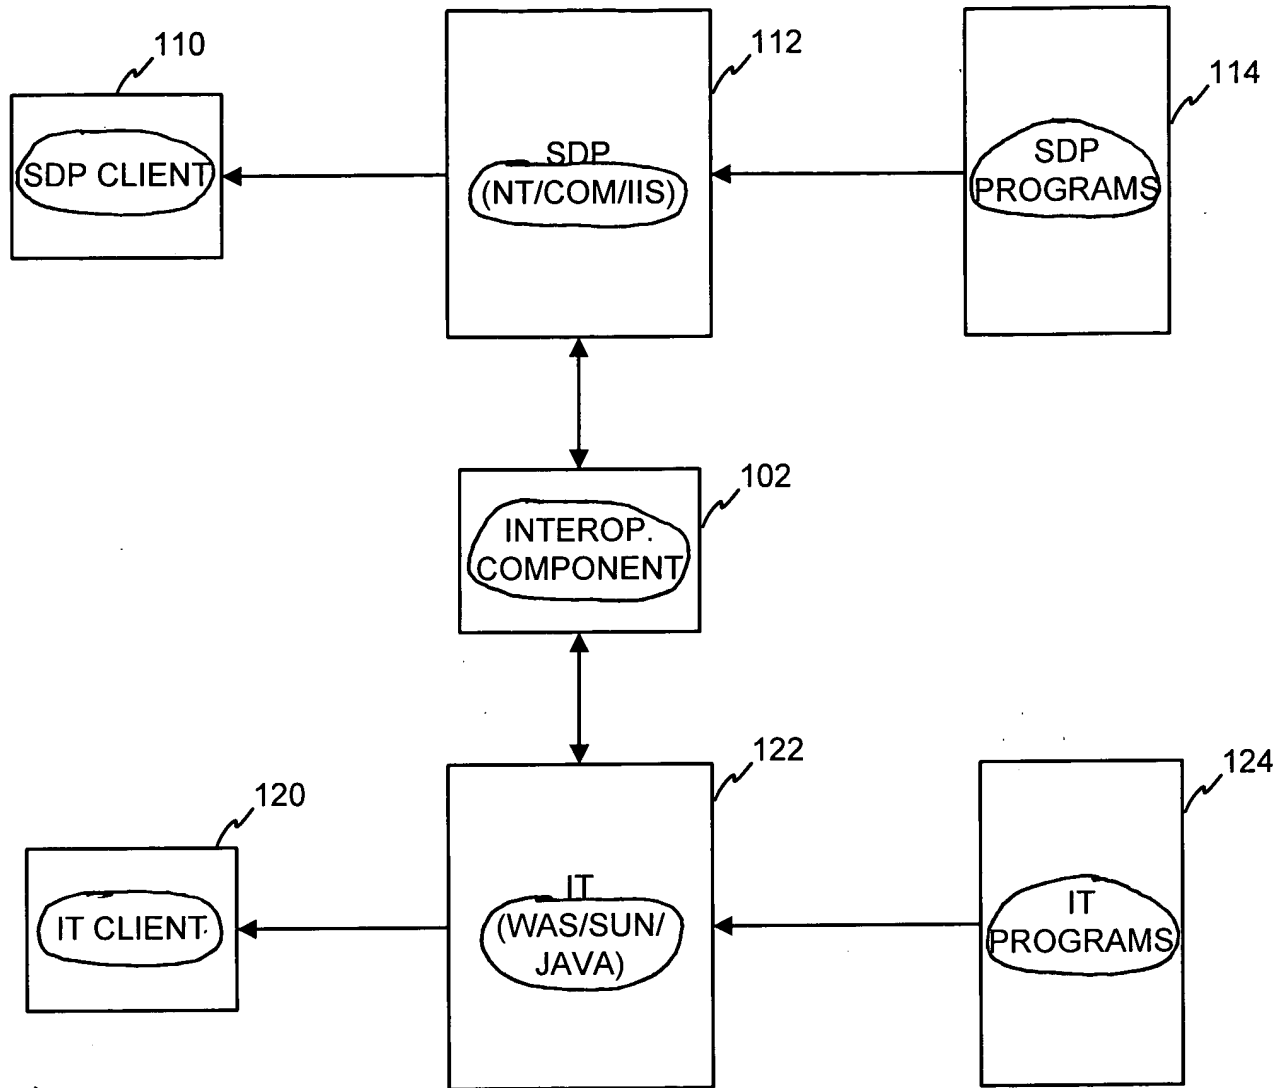 110
SDP CLIENT
112
SDP
(NT/COM/IIS)
114
SDP
PROGRAMS
102
INTEROP.
COMPONENT
120
IT CLIENT
122
IT
(WAS/SUN/
JAVA)
124
IT
PROGRAMS